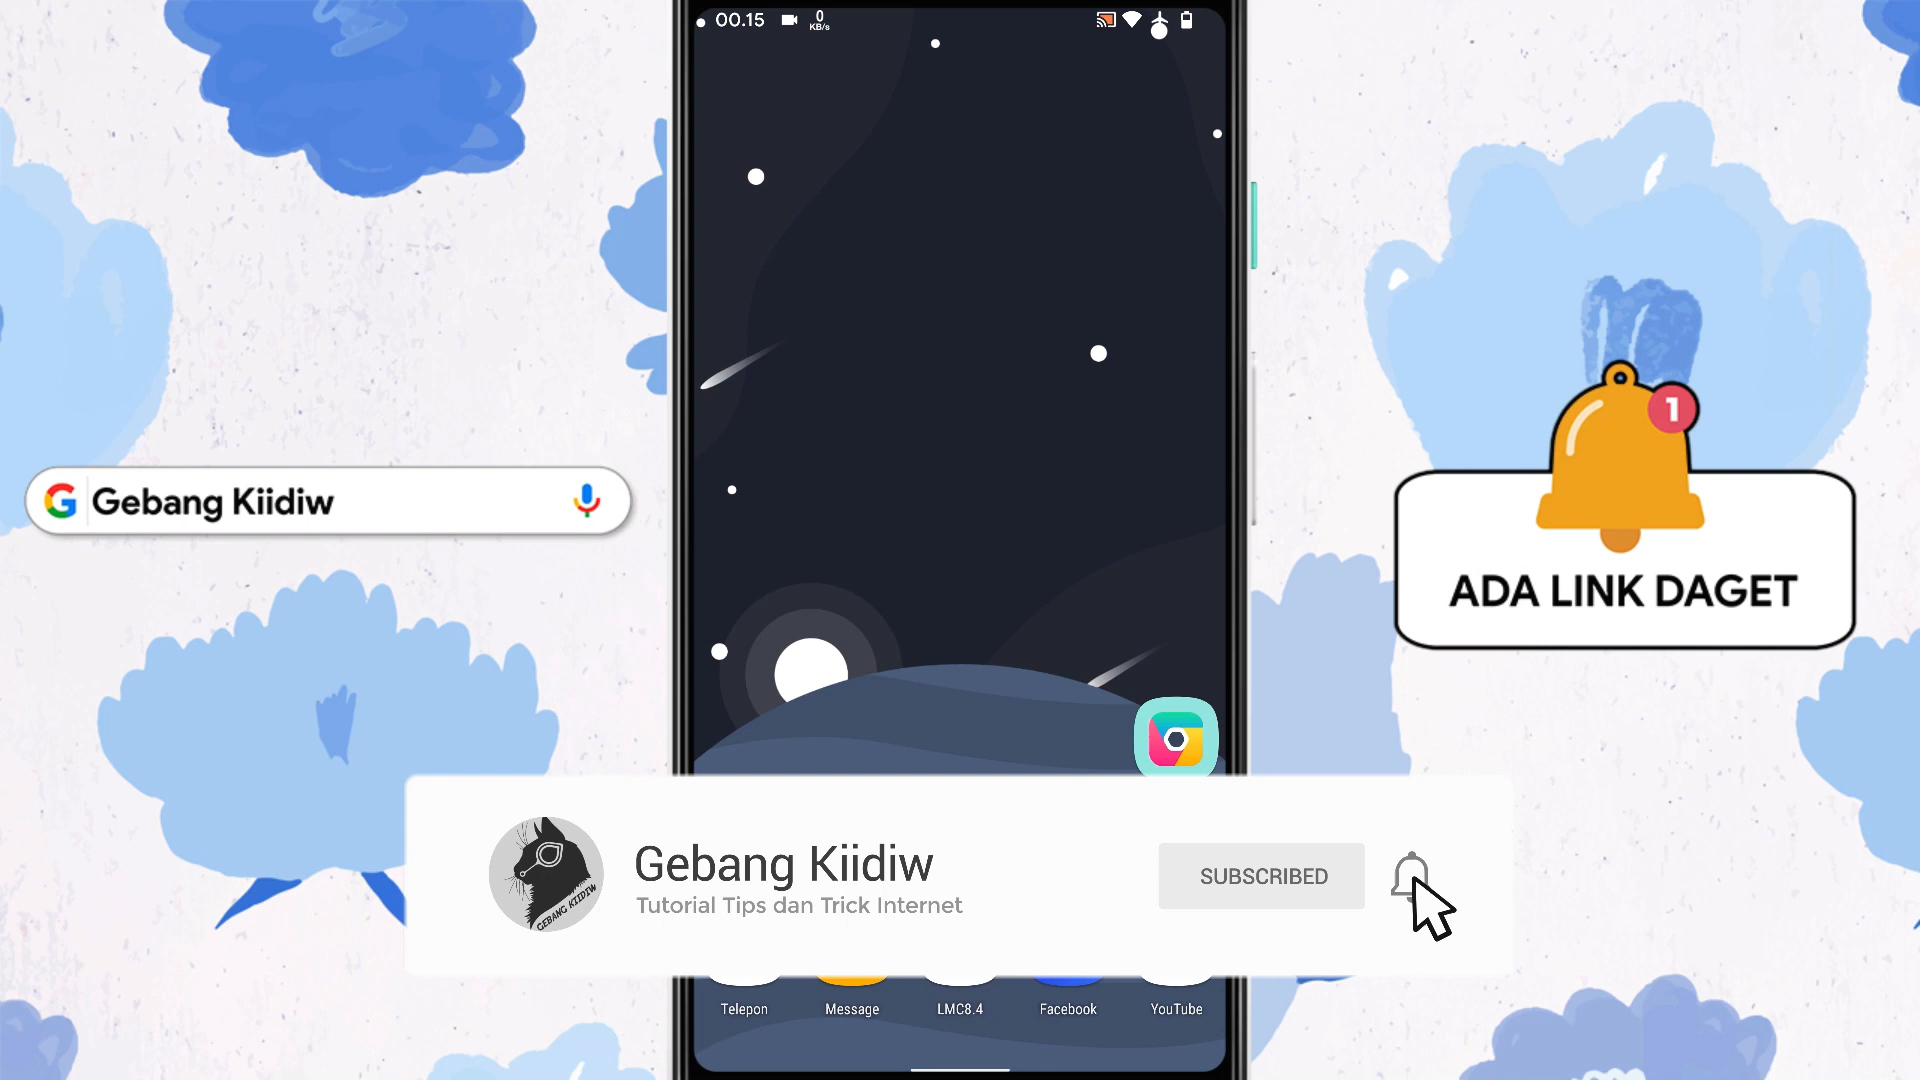 00.15
0
KB/s
Gebang Kiidiw
1
ADA LINK DAGET
Gebang Kiidiw
Tutorial Tips dan Trick Internet
GEBANG KIIDIW
SUBSCRIBED
Telepon
Message
LMC8.4
Facebook
YouTube